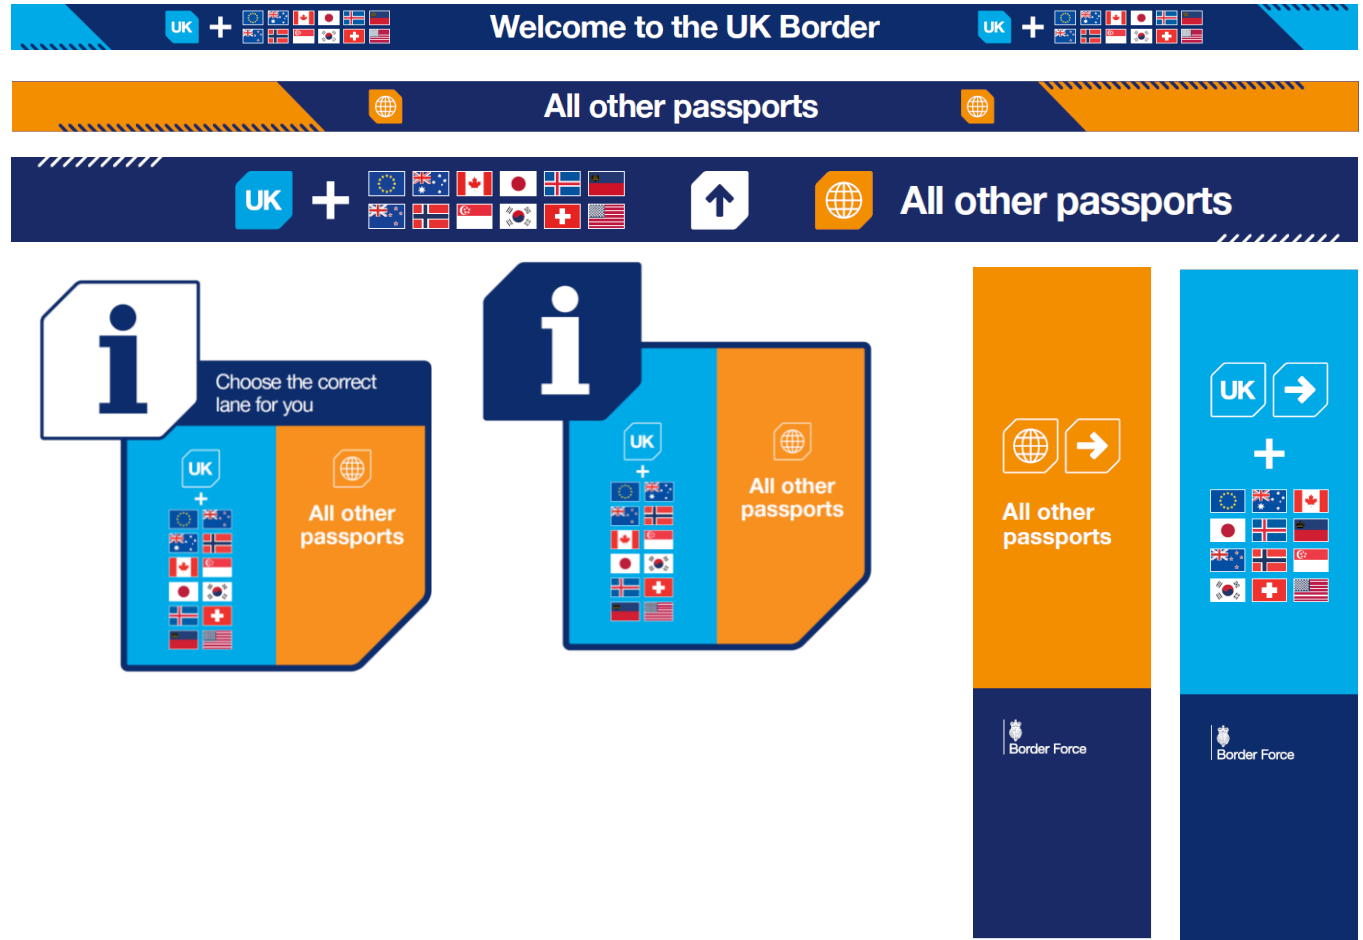 UK
Welcome to the UK Border
UK
All other passports
UK
All other passports
i
Choose the correct
lane for you
UK
All other
passports
i
UK
All other
passports
All other
passports
Border Force
UK
Border Force